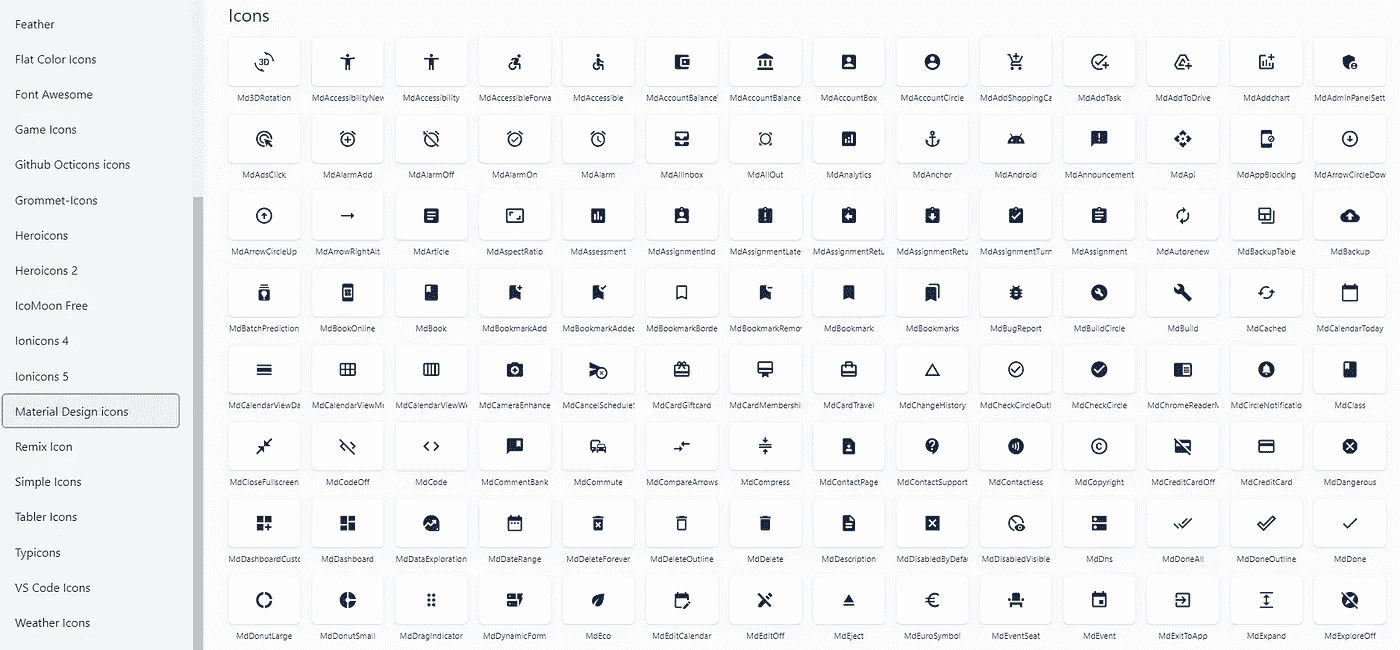 Feather
Flat Color Icons
Font Awesome
Game Icons
Github Octicons icons
Grommet-Icons
Heroicons
Heroicons 2
IcoMoon Free
Ionicons 4
Ionicons 5
Material Design icons
Remix Icon
Simple Icons
Tabler Icons
Typicons
VS Code Icons
Weather Icons
Icons
3D
Md3DRotation MdAccessibilityNew MdAccessibility MdAccessibleForwa MdAccessible MdAccountBalance MdAccountBalance MdAccountBox MdAccountCircle MdAddShoppingCa MdAddTask MdAddToDrive MdAddchart MdAdminPanelSett
MdAdsClick MdAlarmAdd MdAlarmOff MdAlarmOn MdAlarm MdAllInbox MdAllOut MdAnalytics MdAnchor MdAndroid MdAnnouncement MdApi MdAppBlocking MdArrowCircleDow
MdArrowCircleUp MdArrowRightAlt MdArticle MdAspectRatio MdAssessment MdAssignmentInd MdAssignmentLate MdAssignmentRetu MdAssignmentRetu MdAssignmentTurn MdAssignment MdAutorenew MdBackupTable MdBackup
MdBatchPrediction MdBookOnline MdBook MdBookmarkAdd MdBookmarkAdded MdBookmarkBorde MdBookmarkRemov MdBookmark MdBookmarks MdBugReport MdBuildCircle MdBuild MdCached MdCalendarToday
MdCalendarViewDa MdCalendarViewMo MdCalendarViewWe MdCameraEnhance MdCancelScheduleS MdCardGiftcard MdCardMembershi MdCardTravel MdChangeHistory MdCheckCircleOutl MdCheckCircle MdChromeReaderM MdCircleNotificatio MdClass
MdCloseFullscreen MdCodeOff MdCode MdCommentBank MdCommute MdCompareArrows MdCompress MdContactPage MdContactSupport MdContactless MdCopyright MdCreditCardOff MdCreditCard MdDangerous
MdDashboardCusto MdDashboard MdDataExploration MdDateRange MdDeleteForever MdDeleteOutline MdDelete MdDescription MdDisabledByDefau MdDisabledVisible MdDns MdDoneAll MdDoneOutline MdDone
MdDonutLarge MdDonutSmall MdDragIndicator MdDynamicForm MdEco MdEditCalendar MdEditOff MdEject MdEuroSymbol MdEventSeat MdEvent MdExitToApp MdExpand MdExploreOff